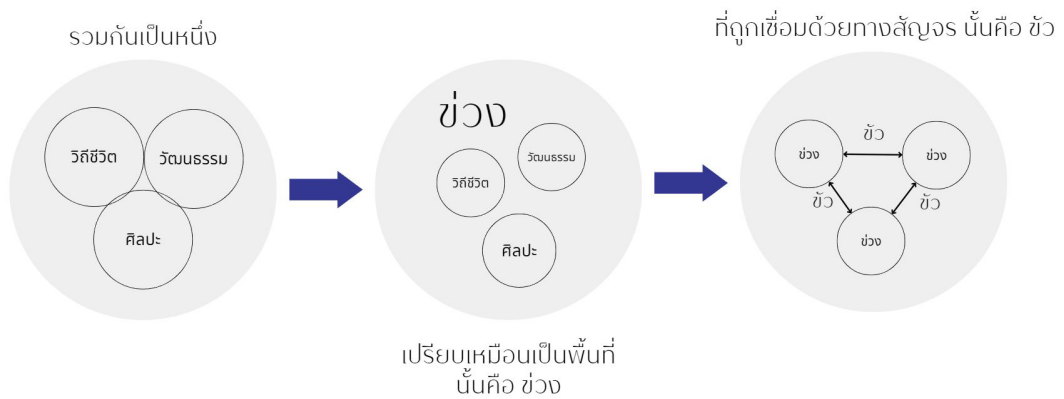 รวมกันเป็นหนึ่ง
วิถีชีวิต
วัฒนธรรม
ศิลปะ
ข่วง
วัฒนธรรม
วิถีชีวิต
ศิลปะ
เปรียบเหมือนเป็นพื้นที่
นั้นคือ ข่วง
ที่ถูกเชื่อมด้วยทางสัญจร นั้นคือ ขัว
ข่วง
ขัว
ข่วง
ขัว
ขัว
ข่วง